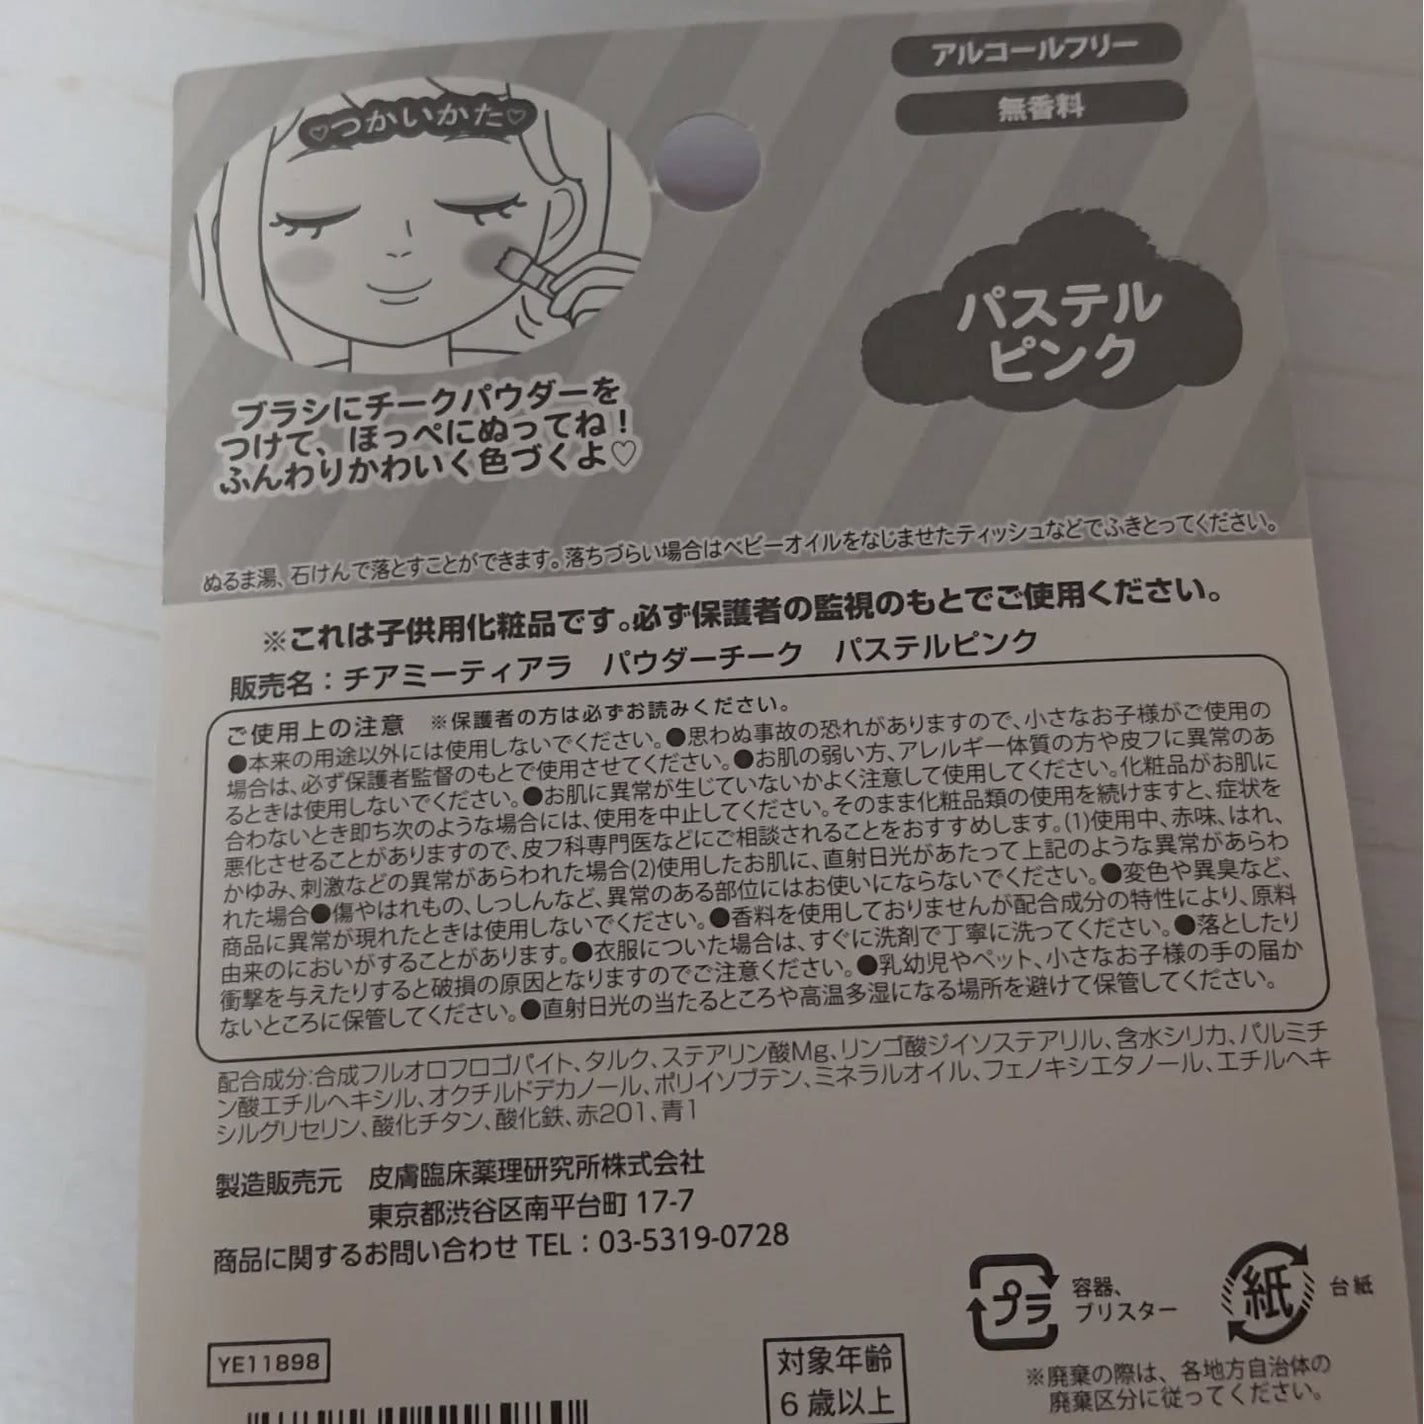 アルコールフリー
無香料
♡つかいかた♡
パステル
ピンク
ブラシにチークパウダーを
つけて、ほっぺにぬってね！
ふんわりかわいく色づくよ♡
ぬるま湯、石けんで落とすことができます。落ちづらい場合はベビーオイルをなじませたティッシュなどでふきとってください。
※これは子供用化粧品です。必ず保護者の監視のもとでご使用ください。
販売名：チアミーティアラ　パウダーチーク　パステルピンク
ご使用上の注意　※保護者の方は必ずお読みください。
●本来の用途以外には使用しないでください。●思わぬ事故の恐れがありますので、小さなお子様がご使用の
場合は、必ず保護者監督のもとで使用させてください。●お肌の弱い方、アレルギー体質の方や皮フに異常のあ
るときは使用しないでください。●お肌に異常が生じていないかよく注意して使用してください。化粧品がお肌に
合わないとき即ち次のような場合には、使用を中止してください。そのまま化粧品類の使用を続けますと、症状を
悪化させることがありますので、皮フ科専門医などにご相談されることをおすすめします。(1)使用中、赤味、はれ、
かゆみ、刺激などの異常があらわれた場合(2)使用したお肌に、直射日光があたって上記のような異常があらわ
れた場合●傷やはれもの、しっしんなど、異常のある部位にはお使いにならないでください。●変色や異臭など、
商品に異常が現れたときは使用しないでください。●香料を使用しておりませんが配合成分の特性により、原料
由来のにおいがすることがあります。●衣服についた場合は、すぐに洗剤で丁寧に洗ってください。●落としたり
衝撃を与えたりすると破損の原因となりますのでご注意ください。●乳幼児やペット、小さなお子様の手の届か
ないところに保管してください。●直射日光の当たるところや高温多湿になる場所を避けて保管してください。
配合成分:合成フルオロフロゴパイト、タルク、ステアリン酸Mg、リンゴ酸ジイソステアリル、含水シリカ、パルミチ
ン酸エチルヘキシル、オクチルドデカノール、ポリイソブテン、ミネラルオイル、フェノキシエタノール、エチルヘキ
シルグリセリン、酸化チタン、酸化鉄、赤201、青1
製造販売元　皮膚臨床薬理研究所株式会社
東京都渋谷区南平台町 17-7
商品に関するお問い合わせ TEL：03-5319-0728
プラ
容器、
ブリスター
紙
台紙
YE11898
対象年齢
6 歳以上
※廃棄の際は、各地方自治体の
廃棄区分に従ってください。